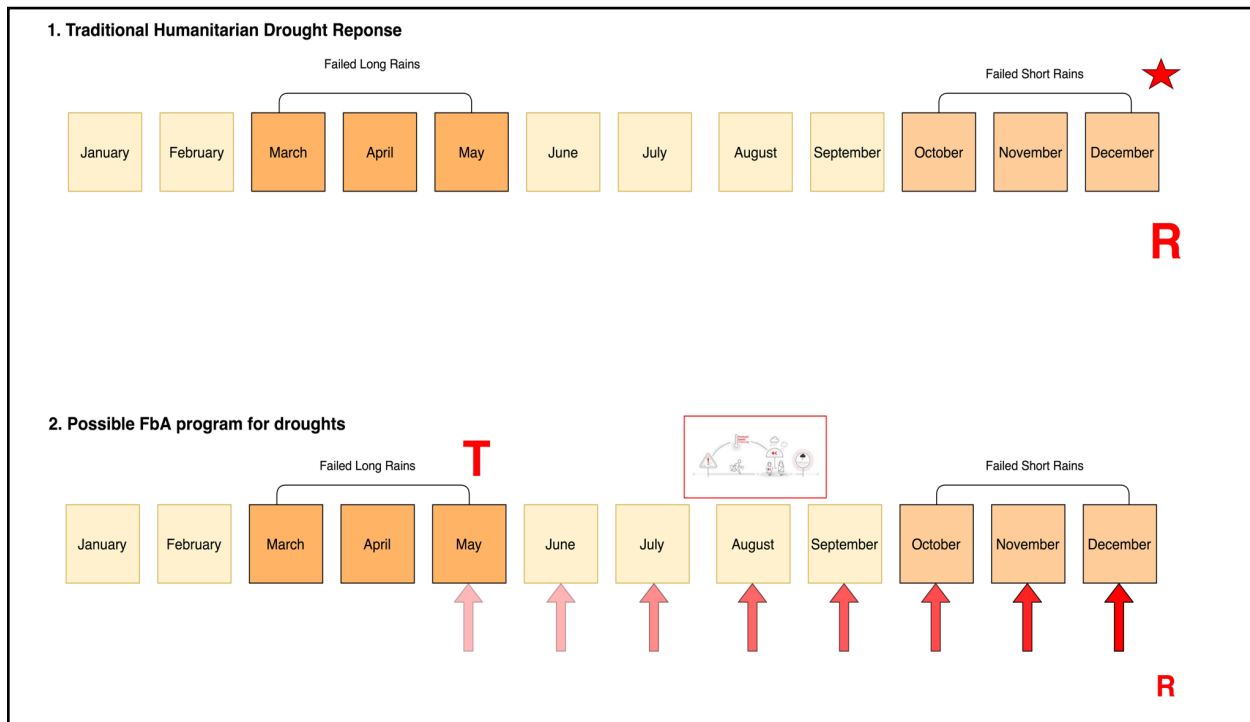 1. Traditional Humanitarian Drought Reponse
Failed Long Rains
Failed Short Rains
January February March April May June July August September October November December
R
2. Possible FbA program for droughts
T
Failed Long Rains
Failed Short Rains
January February March April May June July August September October November December
R